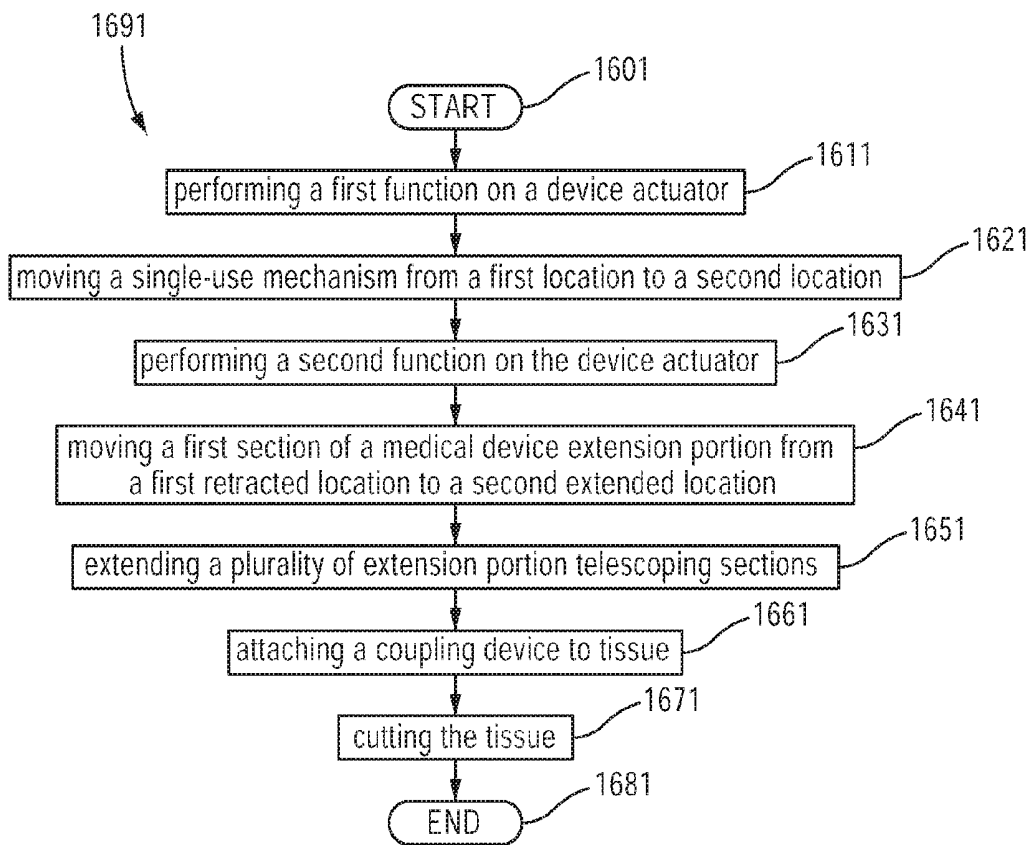 1691
1601
START
1611
performing a first function on a device actuator
1621
moving a single-use mechanism from a first location to a second location
1631
performing a second function on the device actuator
1641
moving a first section of a medical device extension portion from
a first retracted location to a second extended location
1651
extending a plurality of extension portion telescoping sections
1661
attaching a coupling device to tissue
1671
cutting the tissue
1681
END